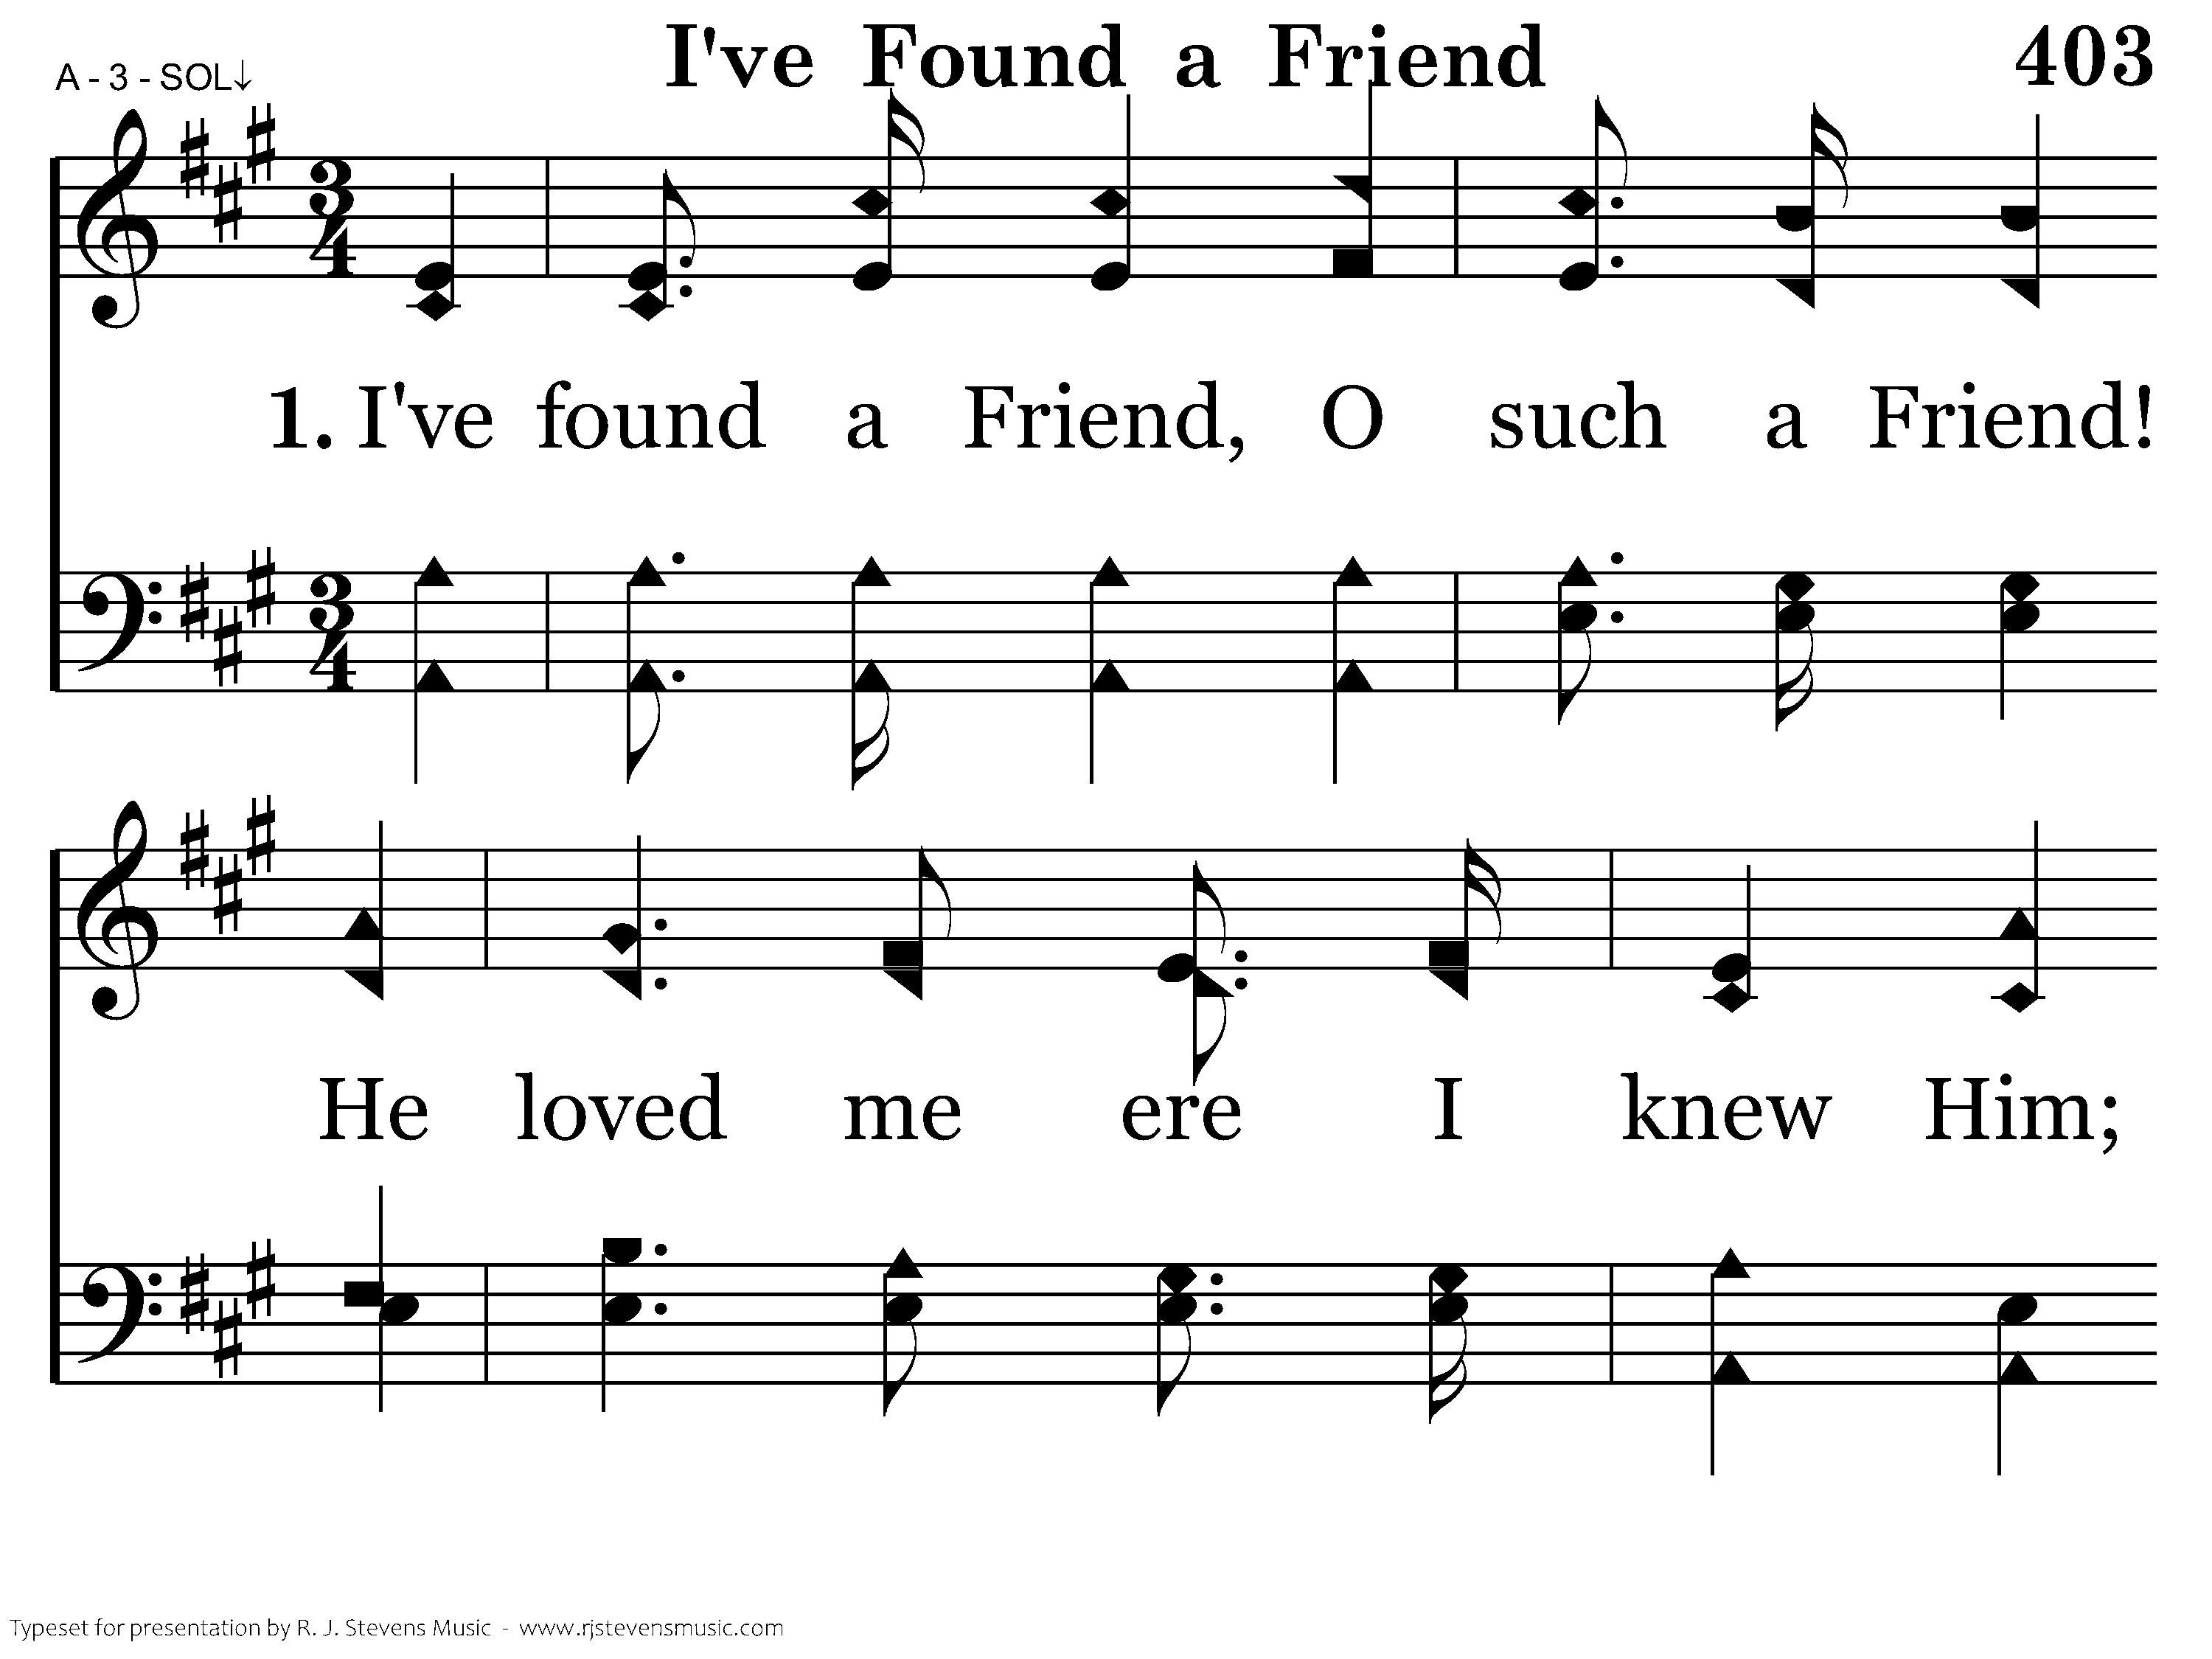 I've Found a Friend 403
A - 3 - SOL↓
1. I've found a Friend, O such a Friend!
He loved me ere I knew Him;
Typeset for presentation by R. J. Stevens Music - www.rjstevensmusic.com